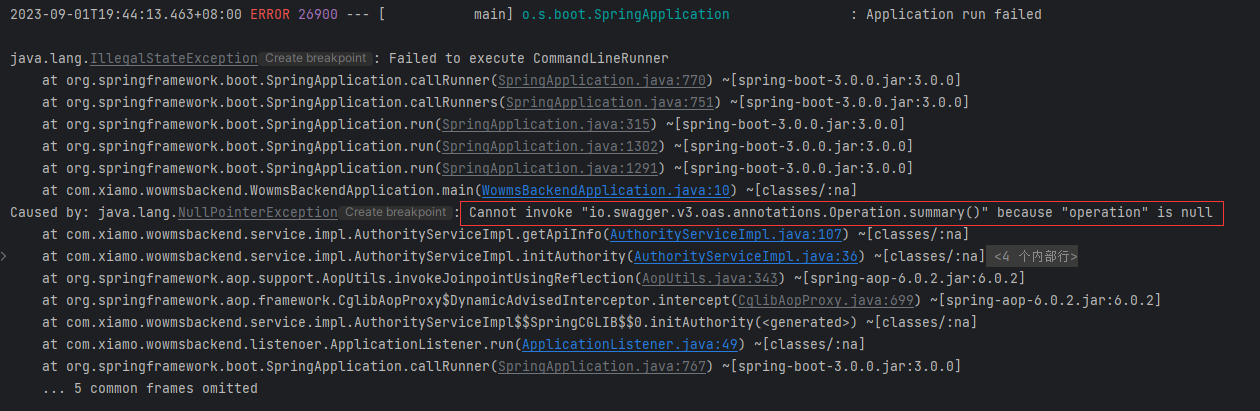 2023-09-01T19:44:13.463+08:00 ERROR 26900 --- [           main] o.s.boot.SpringApplication               : Application run failed
java.lang.IllegalStateException Create breakpoint : Failed to execute CommandLineRunner
at org.springframework.boot.SpringApplication.callRunner(SpringApplication.java:770) ~[spring-boot-3.0.0.jar:3.0.0]
at org.springframework.boot.SpringApplication.callRunners(SpringApplication.java:751) ~[spring-boot-3.0.0.jar:3.0.0]
at org.springframework.boot.SpringApplication.run(SpringApplication.java:315) ~[spring-boot-3.0.0.jar:3.0.0]
at org.springframework.boot.SpringApplication.run(SpringApplication.java:1302) ~[spring-boot-3.0.0.jar:3.0.0]
at org.springframework.boot.SpringApplication.run(SpringApplication.java:1291) ~[spring-boot-3.0.0.jar:3.0.0]
at com.xiamo.wowmsbackend.WowmsBackendApplication.main(WowmsBackendApplication.java:10) ~[classes/:na]
Caused by: java.lang.NullPointerException Create breakpoint : Cannot invoke "io.swagger.v3.oas.annotations.Operation.summary()" because "operation" is null
at com.xiamo.wowmsbackend.service.impl.AuthorityServiceImpl.getApiInfo(AuthorityServiceImpl.java:107) ~[classes/:na]
at com.xiamo.wowmsbackend.service.impl.AuthorityServiceImpl.initAuthority(AuthorityServiceImpl.java:36) ~[classes/:na] <4 个内部行>
at org.springframework.aop.support.AopUtils.invokeJoinpointUsingReflection(AopUtils.java:343) ~[spring-aop-6.0.2.jar:6.0.2]
at org.springframework.aop.framework.CglibAopProxy$DynamicAdvisedInterceptor.intercept(CglibAopProxy.java:699) ~[spring-aop-6.0.2.jar:6.0.2]
at com.xiamo.wowmsbackend.service.impl.AuthorityServiceImpl$$SpringCGLIB$$0.initAuthority(<generated>) ~[classes/:na]
at com.xiamo.wowmsbackend.listenoer.ApplicationListener.run(ApplicationListener.java:49) ~[classes/:na]
at org.springframework.boot.SpringApplication.callRunner(SpringApplication.java:767) ~[spring-boot-3.0.0.jar:3.0.0]
... 5 common frames omitted